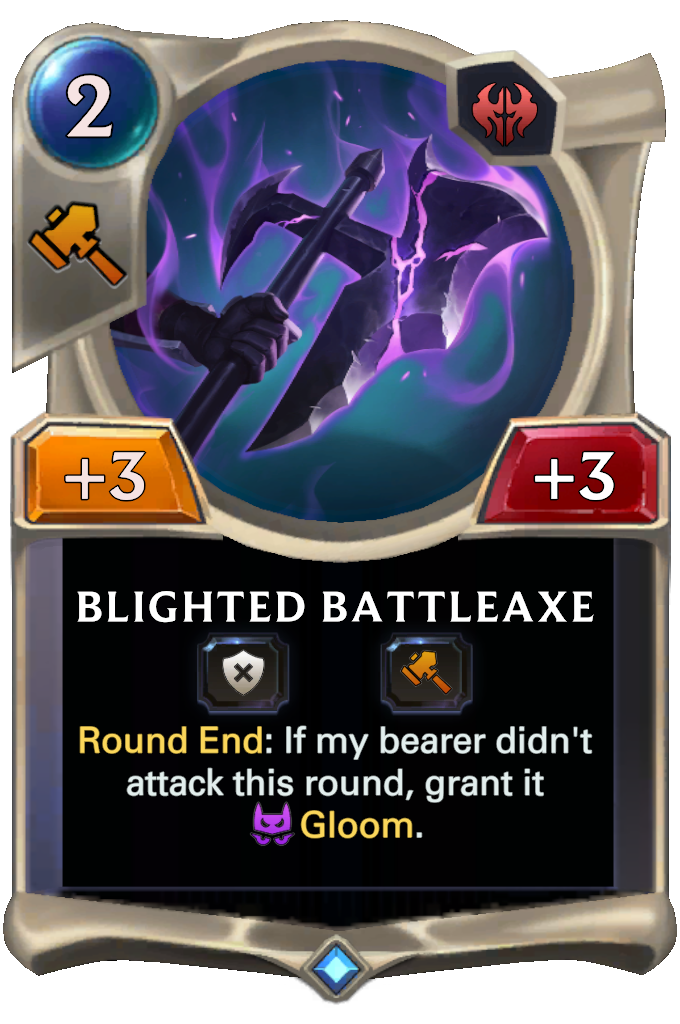 2
+3
+3
BLIGHTED BATTLEAXE
Round End: If my bearer didn't
attack this round, grant it
Gloom.